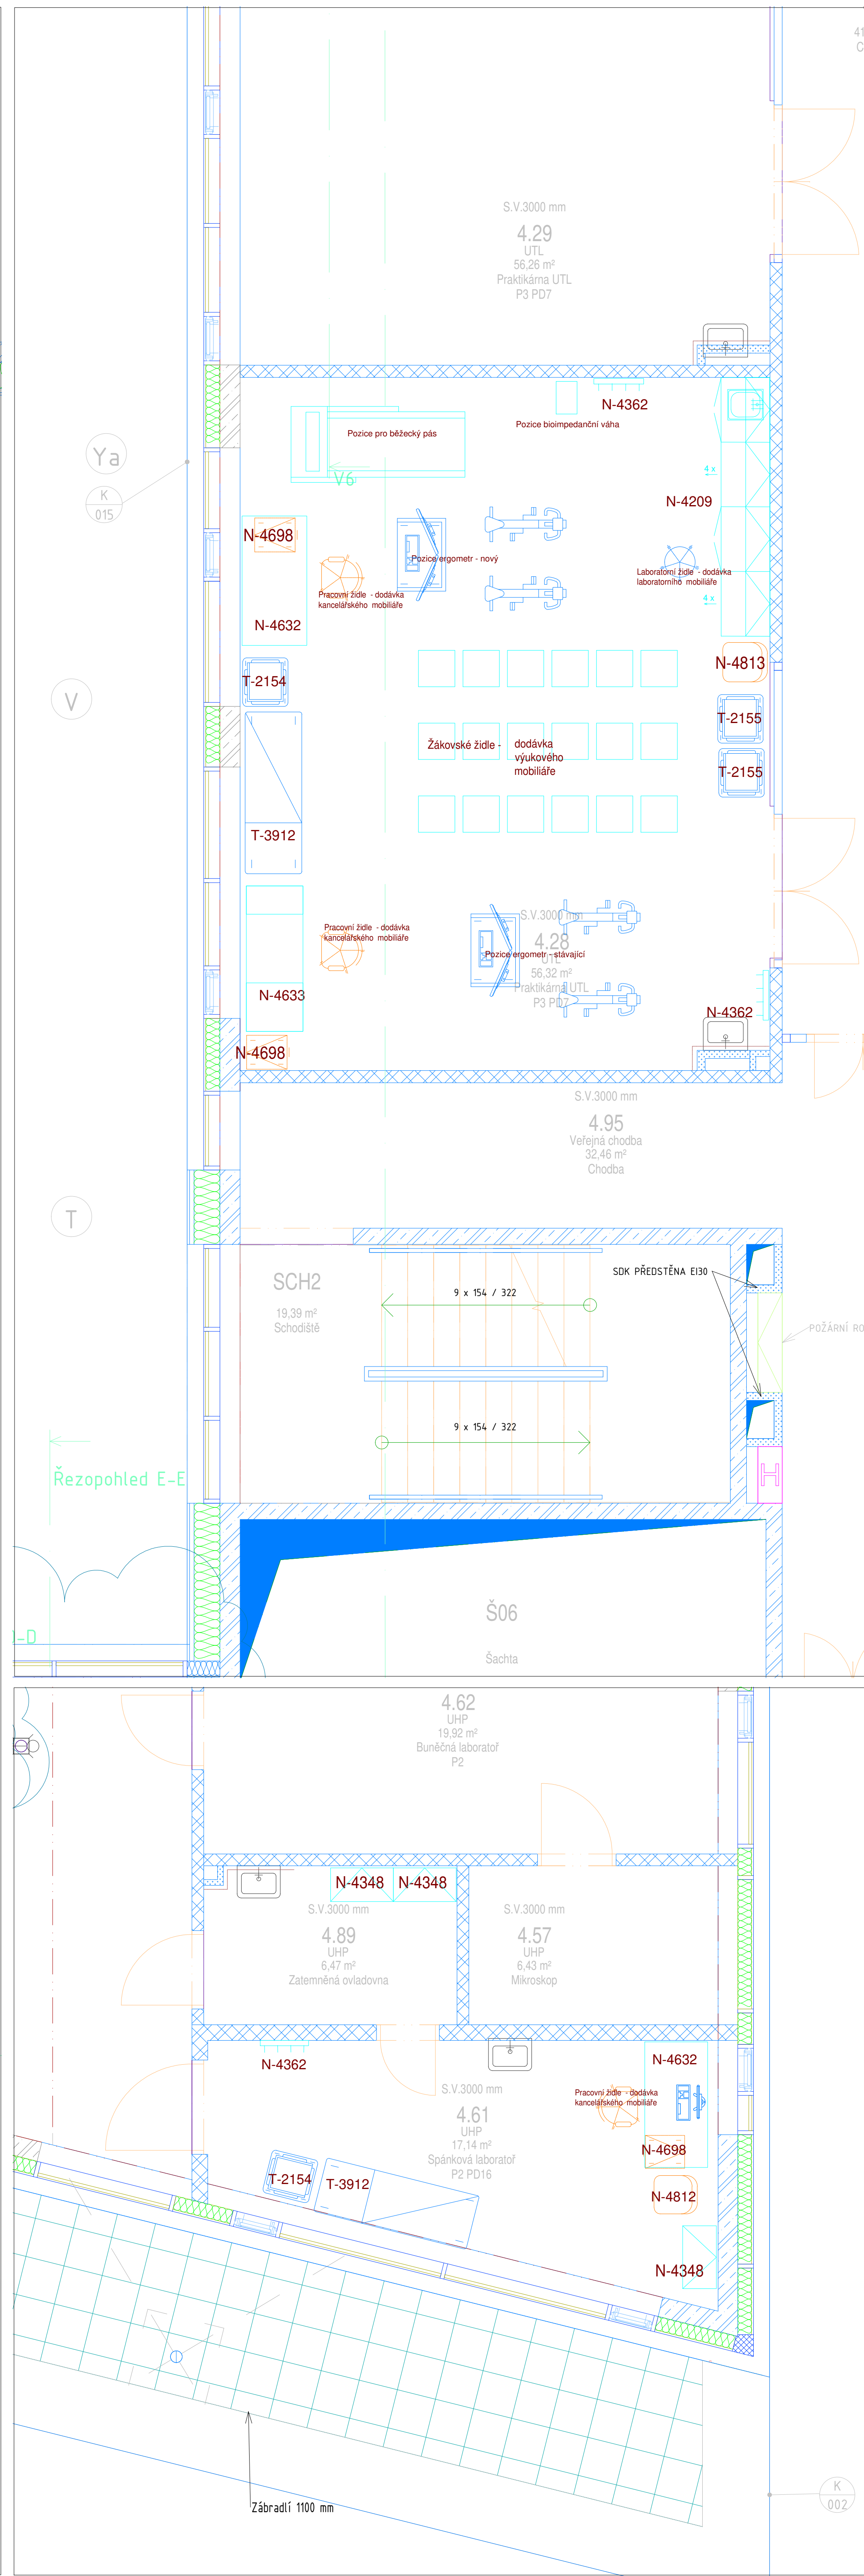 41
C
S.V.3000 mm
4.29
UTL
56,26 m²
Praktikárna UTL
P3 PD7
N-4362
Pozice bioimpedanční váha
Pozice pro běžecký pás
V6
Ya
K
015
4 x
N-4209
N-4698
Pozice ergometr - nový
Laboratorní židle - dodávka
laboratorního mobiliáře
Pracovní židle - dodávka
kancelářského mobiliáře
4 x
N-4632
N-4813
T-2154
V
T-2155
Žákovské židle - dodávka
výukového
mobiliáře
T-2155
T-3912
S.V.3000 mm
4.28
UTL
56,32 m²
Praktikárna UTL
P3 PD7
Pracovní židle - dodávka
kancelářského mobiliáře
Pozice ergometr - stávající
N-4633
N-4362
N-4698
S.V.3000 mm
4.95
Veřejná chodba
32,46 m²
Chodba
T
SCH2
19,39 m²
Schodiště
9 x 154 / 322
SDK PŘEDSTĚNA EI30
POŽÁRNÍ RO
9 x 154 / 322
H
Řezopohled E-E
Š06
Šachta
-D
4.62
UHP
19,92 m²
Buněčná laboratoř
P2
N-4348
N-4348
S.V.3000 mm
4.89
UHP
6,47 m²
Zatemněná ovladovna
S.V.3000 mm
4.57
UHP
6,43 m²
Mikroskop
N-4362
N-4632
S.V.3000 mm
4.61
UHP
17,14 m²
Spánková laboratoř
P2 PD16
Pracovní židle - dodávka
kancelářského mobiliáře
N-4698
T-2154
T-3912
N-4812
N-4348
Zábradlí 1100 mm
K
002